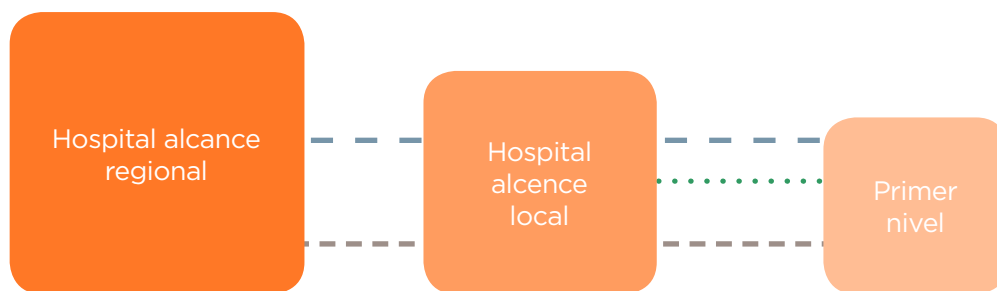 Hospital alcance
regional
Hospital
alcence
local
Primer
nivel